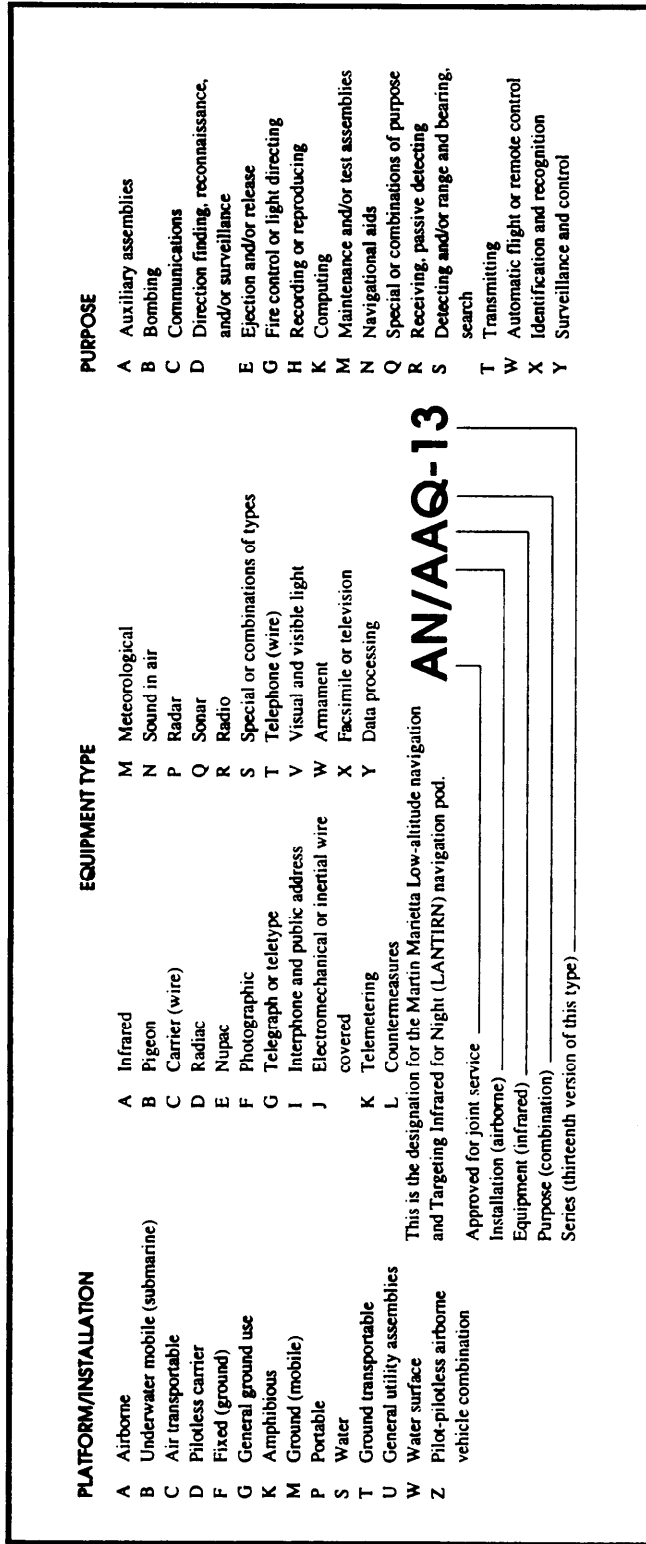 PLATFORM/INSTALLATION
A Airborne
B Underwater mobile (submarine)
C Air transportable
D Pilotless carrier
F Fixed (ground)
G General ground use
K Amphibious
M Ground (mobile)
P Portable
S Water
T Ground transportable
U General utility assemblies
W Water surface
Z Pilot-pilotless airborne
vehicle combination
EQUIPMENT TYPE
A Infrared
B Pigeon
C Carrier (wire)
D Radiac
E Nupac
F Photographic
G Telegraph or teletype
I Interphone and public address
J Electromechanical or inertial wire
covered
K Telemetering
L Countermeasures
M Meteorological
N Sound in air
P Radar
Q Sonar
R Radio
S Special or combinations of types
T Telephone (wire)
V Visual and visible light
W Armament
X Facsimile or television
Y Data processing
PURPOSE
A Auxiliary assemblies
B Bombing
C Communications
D Direction finding, reconnaissance,
and/or surveillance
E Ejection and/or release
G Fire control or light directing
H Recording or reproducing
K Computing
M Maintenance and/or test assemblies
N Navigational aids
Q Special or combinations of purpose
R Receiving, passive detecting
S Detecting and/or range and bearing,
search
T Transmitting
W Automatic flight or remote control
X Identification and recognition
Y Surveillance and control
This is the designation for the Martin Marietta Low-altitude navigation
and Targeting Infrared for Night (LANTIRN) navigation pod.
AN/AAQ-13
Approved for joint service
Installation (airborne)
Equipment (infrared)
Purpose (combination)
Series (thirteenth version of this type)